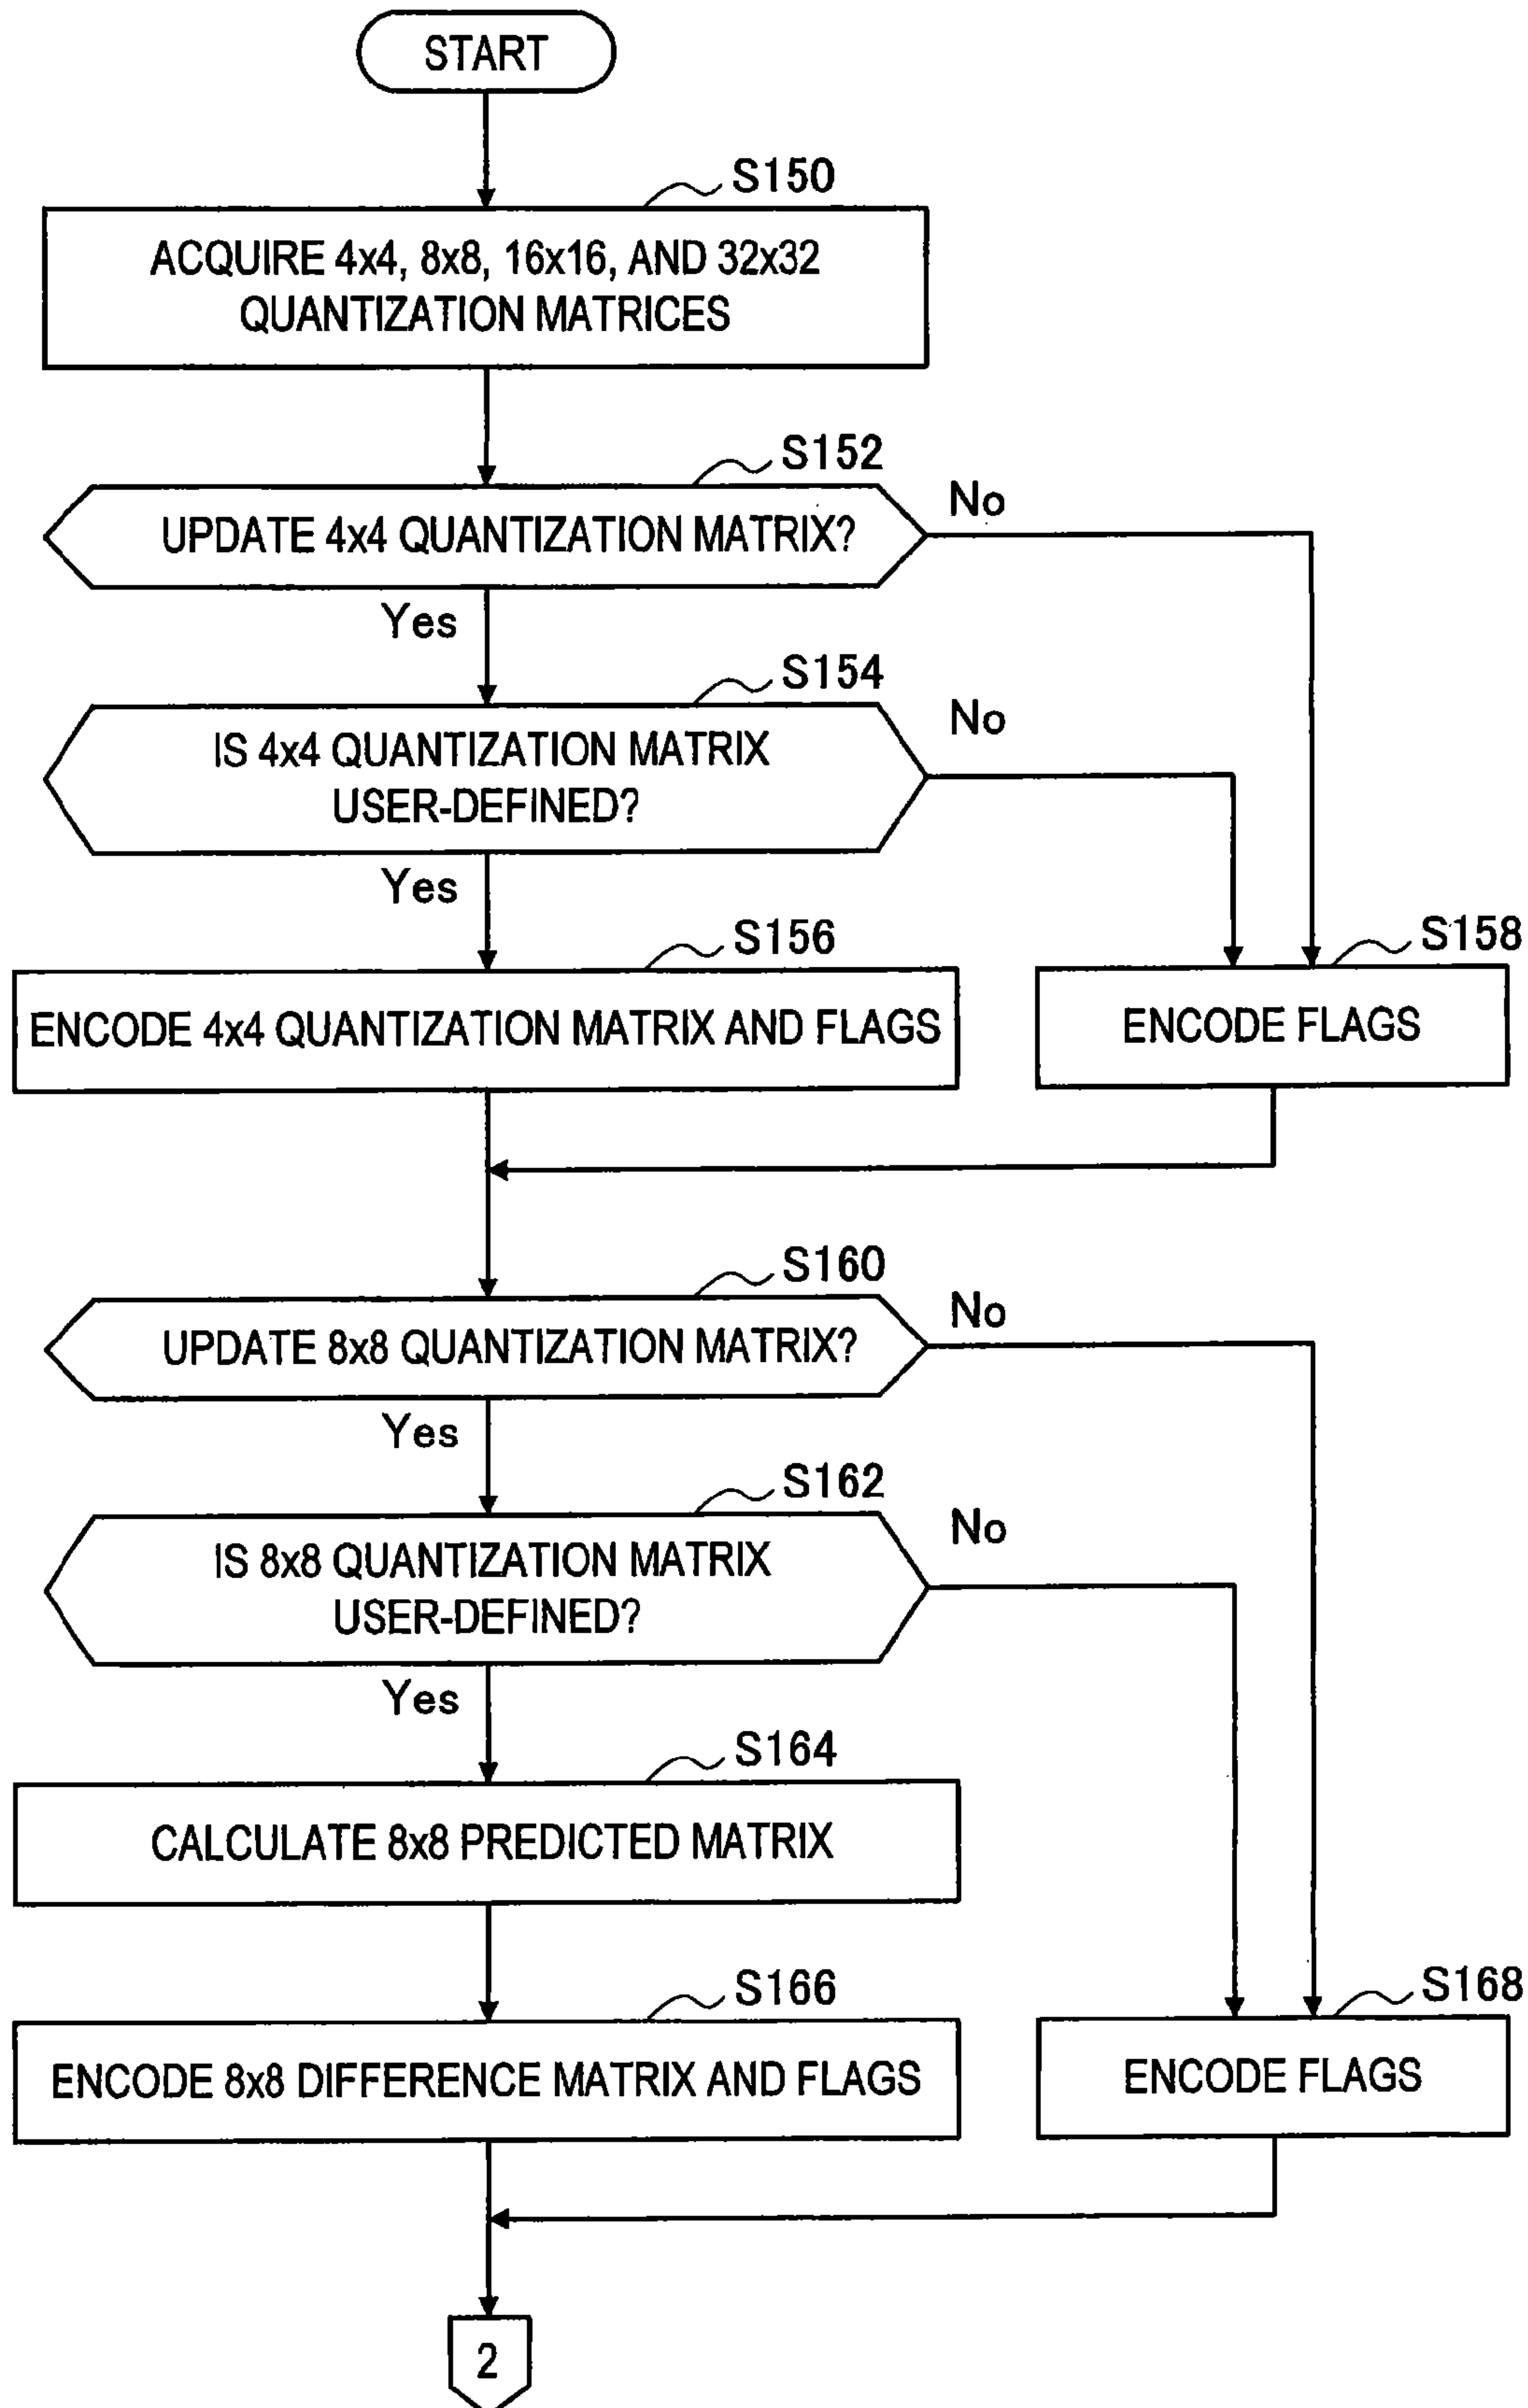 START
S150
ACQUIRE 4x4, 8x8, 16x16, AND 32x32
QUANTIZATION MATRICES
S152
UPDATE 4x4 QUANTIZATION MATRIX?
No
Yes
S154
IS 4x4 QUANTIZATION MATRIX
USER-DEFINED?
No
Yes
S156
ENCODE 4x4 QUANTIZATION MATRIX AND FLAGS
S158
ENCODE FLAGS
S160
UPDATE 8x8 QUANTIZATION MATRIX?
No
Yes
S162
IS 8x8 QUANTIZATION MATRIX
USER-DEFINED?
No
Yes
S164
CALCULATE 8x8 PREDICTED MATRIX
S166
ENCODE 8x8 DIFFERENCE MATRIX AND FLAGS
S168
ENCODE FLAGS
2